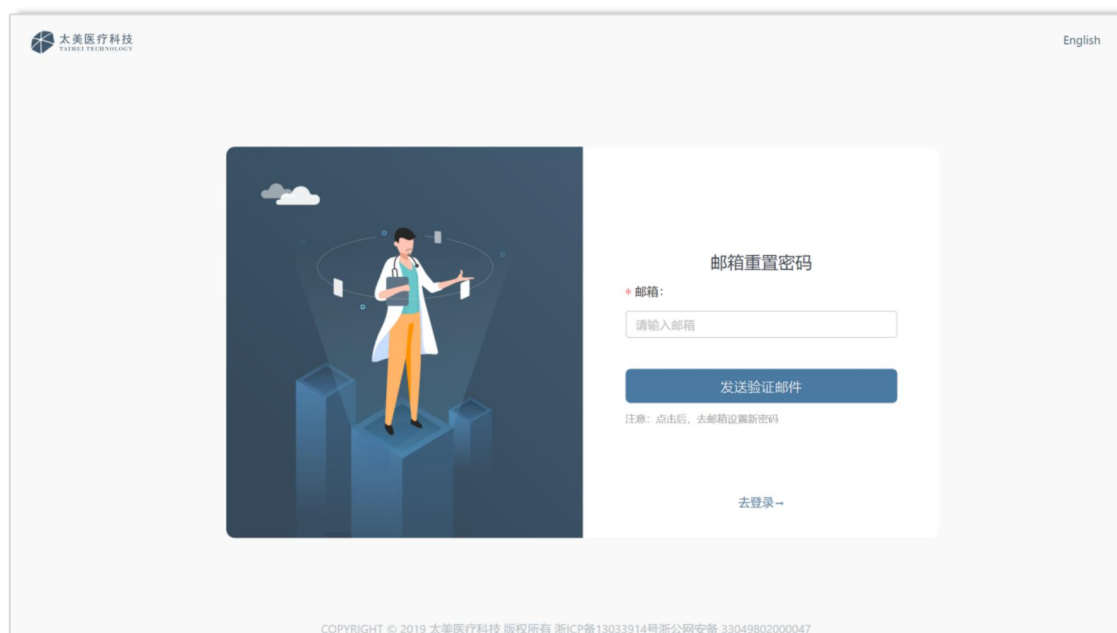 太美医疗科技
TAIMEI TECHNOLOGY
English
邮箱重置密码
* 邮箱：
请输入邮箱
发送验证邮件
注意：点击后，去邮箱设置新密码
去登录→
COPYRIGHT © 2019 太美医疗科技 版权所有 浙ICP备13033914号浙公网安备 33049802000047